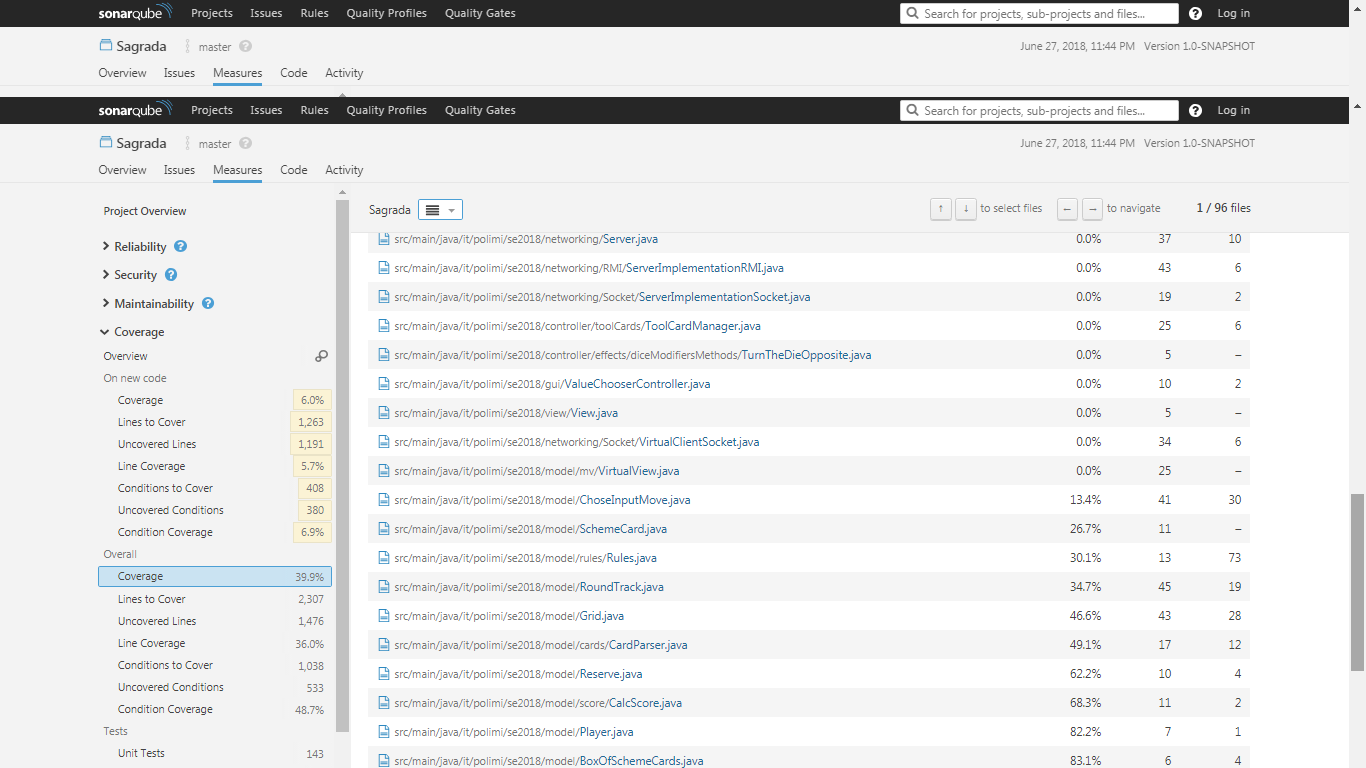 sonarqube Projects Issues Rules Quality Profiles Quality Gates Search for projects, sub-projects and files... ? Log in
Sagrada master ? June 27, 2018, 11:44 PM Version 1.0-SNAPSHOT
Overview Issues Measures Code Activity
sonarqube Projects Issues Rules Quality Profiles Quality Gates Search for projects, sub-projects and files... ? Log in
Sagrada master ? June 27, 2018, 11:44 PM Version 1.0-SNAPSHOT
Overview Issues Measures Code Activity
Project Overview
Reliability ?
Security ?
Maintainability ?
Coverage
Overview
On new code
Coverage 6.0%
Lines to Cover 1,263
Uncovered Lines 1,191
Line Coverage 5.7%
Conditions to Cover 408
Uncovered Conditions 380
Condition Coverage 6.9%
Overall
Coverage 39.9%
Lines to Cover 2,307
Uncovered Lines 1,476
Line Coverage 36.0%
Conditions to Cover 1,038
Uncovered Conditions 533
Condition Coverage 48.7%
Tests
Unit Tests 143
Sagrada ↑ ↓ to select files ← → to navigate 1 / 96 files
src/main/java/it/polimi/se2018/networking/Server.java 0.0% 37 10
src/main/java/it/polimi/se2018/networking/RMI/ServerImplementationRMI.java 0.0% 43 6
src/main/java/it/polimi/se2018/networking/Socket/ServerImplementationSocket.java 0.0% 19 2
src/main/java/it/polimi/se2018/controller/toolCards/ToolCardManager.java 0.0% 25 6
src/main/java/it/polimi/se2018/controller/effects/diceModifiersMethods/TurnTheDieOpposite.java 0.0% 5 –
src/main/java/it/polimi/se2018/gui/ValueChooserController.java 0.0% 10 2
src/main/java/it/polimi/se2018/view/View.java 0.0% 5 –
src/main/java/it/polimi/se2018/networking/Socket/VirtualClientSocket.java 0.0% 34 6
src/main/java/it/polimi/se2018/model/mv/VirtualView.java 0.0% 25 –
src/main/java/it/polimi/se2018/model/ChoseInputMove.java 13.4% 41 30
src/main/java/it/polimi/se2018/model/SchemeCard.java 26.7% 11 –
src/main/java/it/polimi/se2018/model/rules/Rules.java 30.1% 13 73
src/main/java/it/polimi/se2018/model/RoundTrack.java 34.7% 45 19
src/main/java/it/polimi/se2018/model/Grid.java 46.6% 43 28
src/main/java/it/polimi/se2018/model/cards/CardParser.java 49.1% 17 12
src/main/java/it/polimi/se2018/model/Reserve.java 62.2% 10 4
src/main/java/it/polimi/se2018/model/score/CalcScore.java 68.3% 11 2
src/main/java/it/polimi/se2018/model/Player.java 82.2% 7 1
src/main/java/it/polimi/se2018/model/BoxOfSchemeCards.java 83.1% 6 4